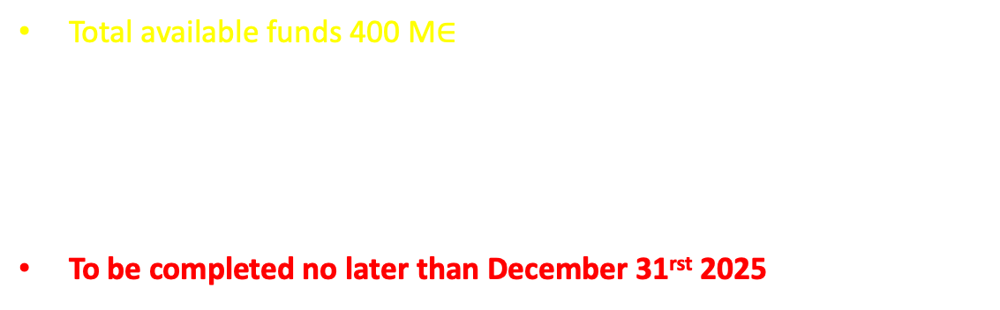 • Total available funds 400 M∈
• To be completed no later than December 31rst 2025